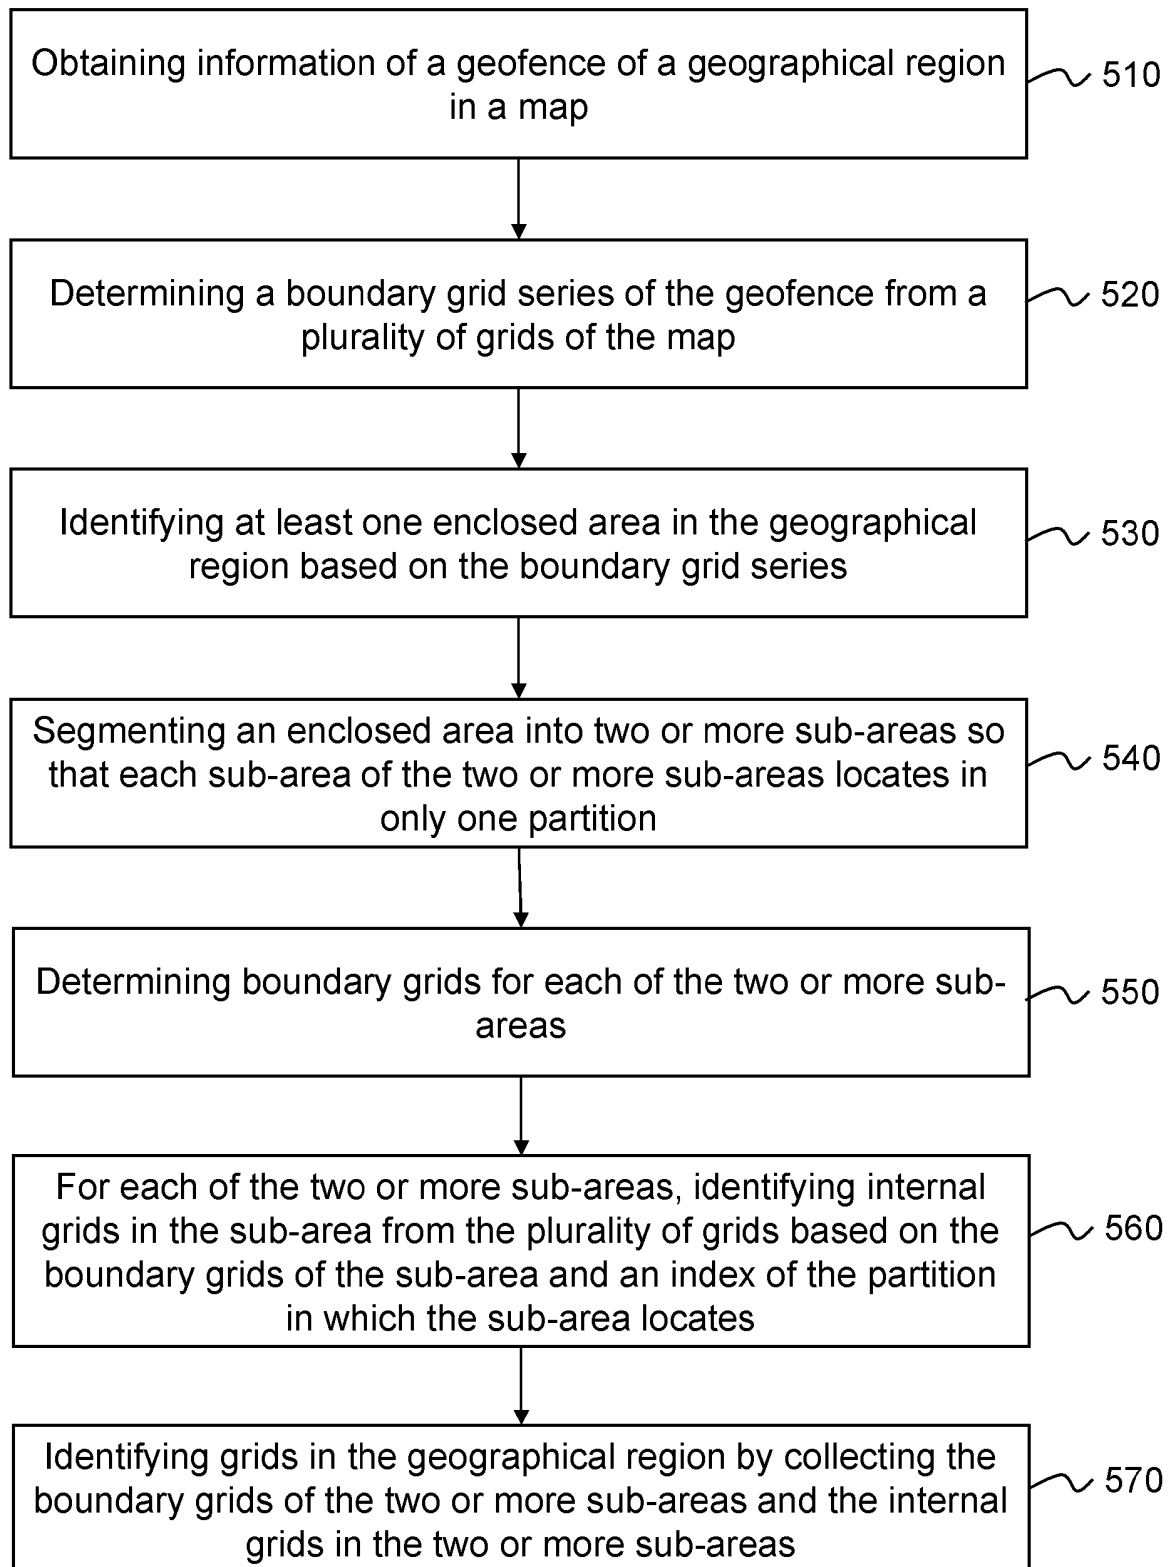 Obtaining information of a geofence of a geographical region
in a map
510
Determining a boundary grid series of the geofence from a
plurality of grids of the map
520
Identifying at least one enclosed area in the geographical
region based on the boundary grid series
530
Segmenting an enclosed area into two or more sub-areas so
that each sub-area of the two or more sub-areas locates in
only one partition
540
Determining boundary grids for each of the two or more sub-
areas
550
For each of the two or more sub-areas, identifying internal
grids in the sub-area from the plurality of grids based on the
boundary grids of the sub-area and an index of the partition
in which the sub-area locates
560
Identifying grids in the geographical region by collecting the
boundary grids of the two or more sub-areas and the internal
grids in the two or more sub-areas
570